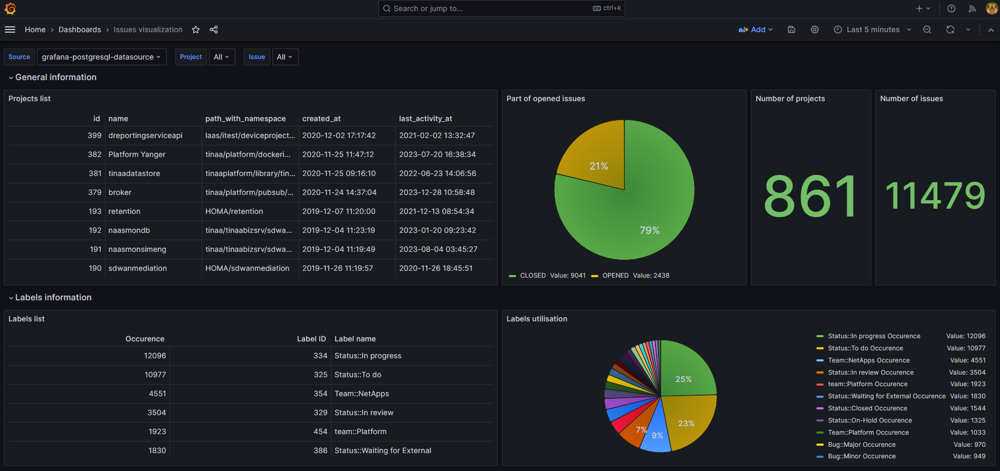 Search or jump to... ctrl+k
Home › Dashboards › Issues visualization
Add
Last 5 minutes
Source grafana-postgresql-datasource Project All Issue All
General information
Projects list
id name path_with_namespace created_at last_activity_at
399 dreportingserviceapi laas/itest/deviceproject... 2020-12-02 17:17:42 2021-02-02 13:32:47
382 Platform Yanger tinaa/platform/dockeri... 2020-11-25 11:47:12 2023-07-20 16:38:34
381 tinaadatastore tinaaplatform/library/tin... 2020-11-25 09:16:10 2022-06-23 14:06:56
379 broker tinaa/platform/pubsub/... 2020-11-24 14:37:04 2023-12-28 10:58:48
193 retention HOMA/retention 2019-12-07 11:20:00 2021-12-13 08:54:34
192 naasmondb tinaa/tinaabizsrv/sdwa... 2019-12-04 11:23:19 2023-01-20 09:23:42
191 naasmonsimeng tinaa/tinaabizsrv/sdwa... 2019-12-04 11:19:49 2023-08-04 03:45:27
190 sdwanmediation HOMA/sdwanmediation 2019-11-26 11:19:57 2020-11-26 18:45:51
Part of opened issues
21%
79%
CLOSED Value: 9041 OPENED Value: 2438
Number of projects
861
Number of issues
11479
Labels information
Labels list
Occurence Label ID Label name
12096 334 Status::In progress
10977 325 Status::To do
4551 354 Team::NetApps
3504 329 Status::In review
1923 454 team::Platform
1830 386 Status::Waiting for External
Labels utilisation
25%
23%
7%
9%
Status::In progress Occurence Value: 12096
Status::To do Occurence Value: 10977
Team::NetApps Occurence Value: 4551
Status::In review Occurence Value: 3504
team::Platform Occurence Value: 1923
Status::Waiting for External Occurence Value: 1830
Status::Closed Occurence Value: 1544
Status::On-Hold Occurence Value: 1325
Team::Platform Occurence Value: 1033
Bug::Major Occurence Value: 970
Bug::Minor Occurence Value: 949